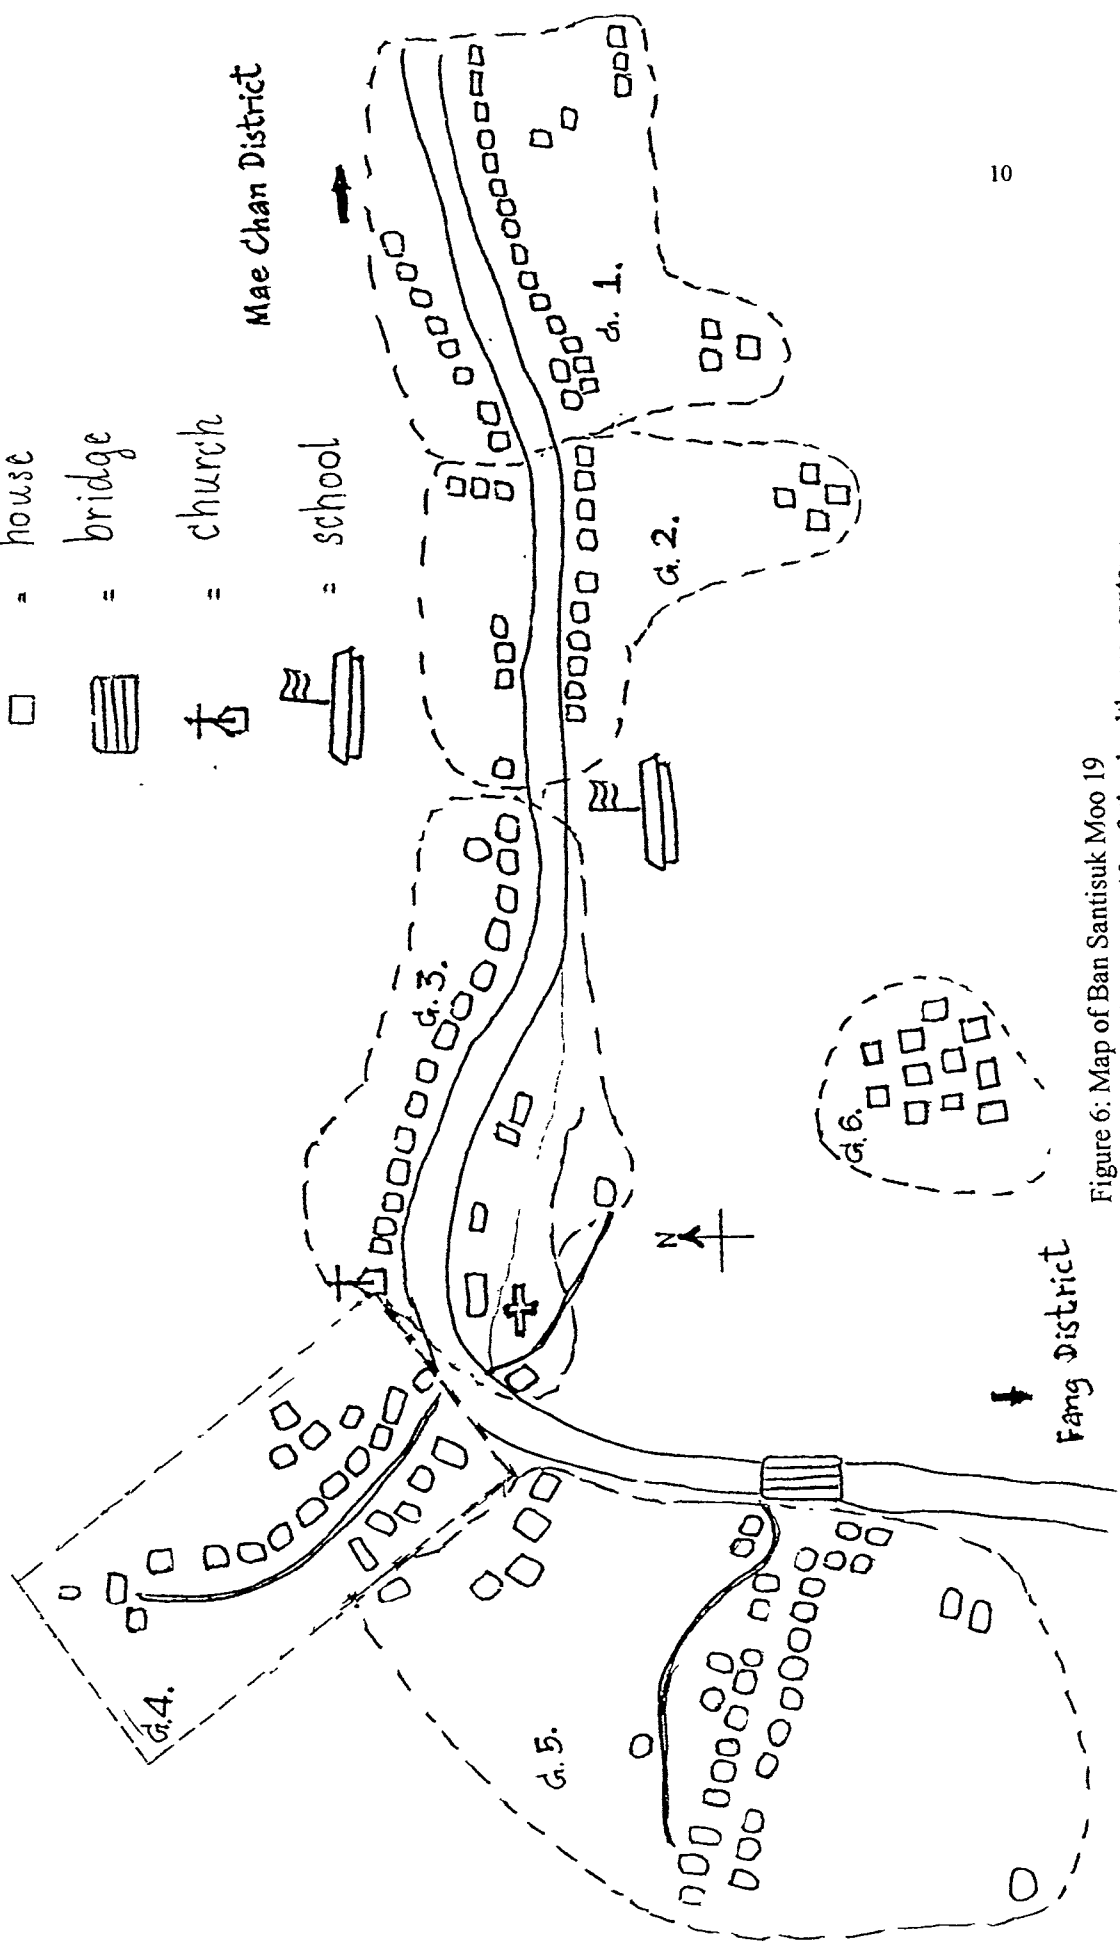 □ = house
= bridge
= church
= school
Mae Chan District
G. 1.
G. 2.
G. 3.
G. 4.
G. 5.
G. 6.
N
Fang District
Figure 6: Map of Ban Santisuk Moo 19
10